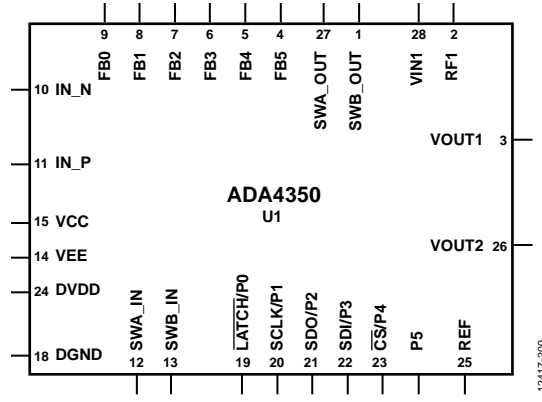 9 8 7 6 5 4 27 1 28 2
FB0 FB1 FB2 FB3 FB4 FB5 SWA_OUT SWB_OUT VIN1 RF1
10 IN_N
VOUT1 3
11 IN_P
ADA4350
U1
15 VCC
VOUT2 26
14 VEE
24 DVDD
SWA_IN SWB_IN LATCH/P0 SCLK/P1 SDO/P2 SDI/P3 CS/P4 P5 REF
18 DGND
12 13 19 20 21 22 23 25
12417-200